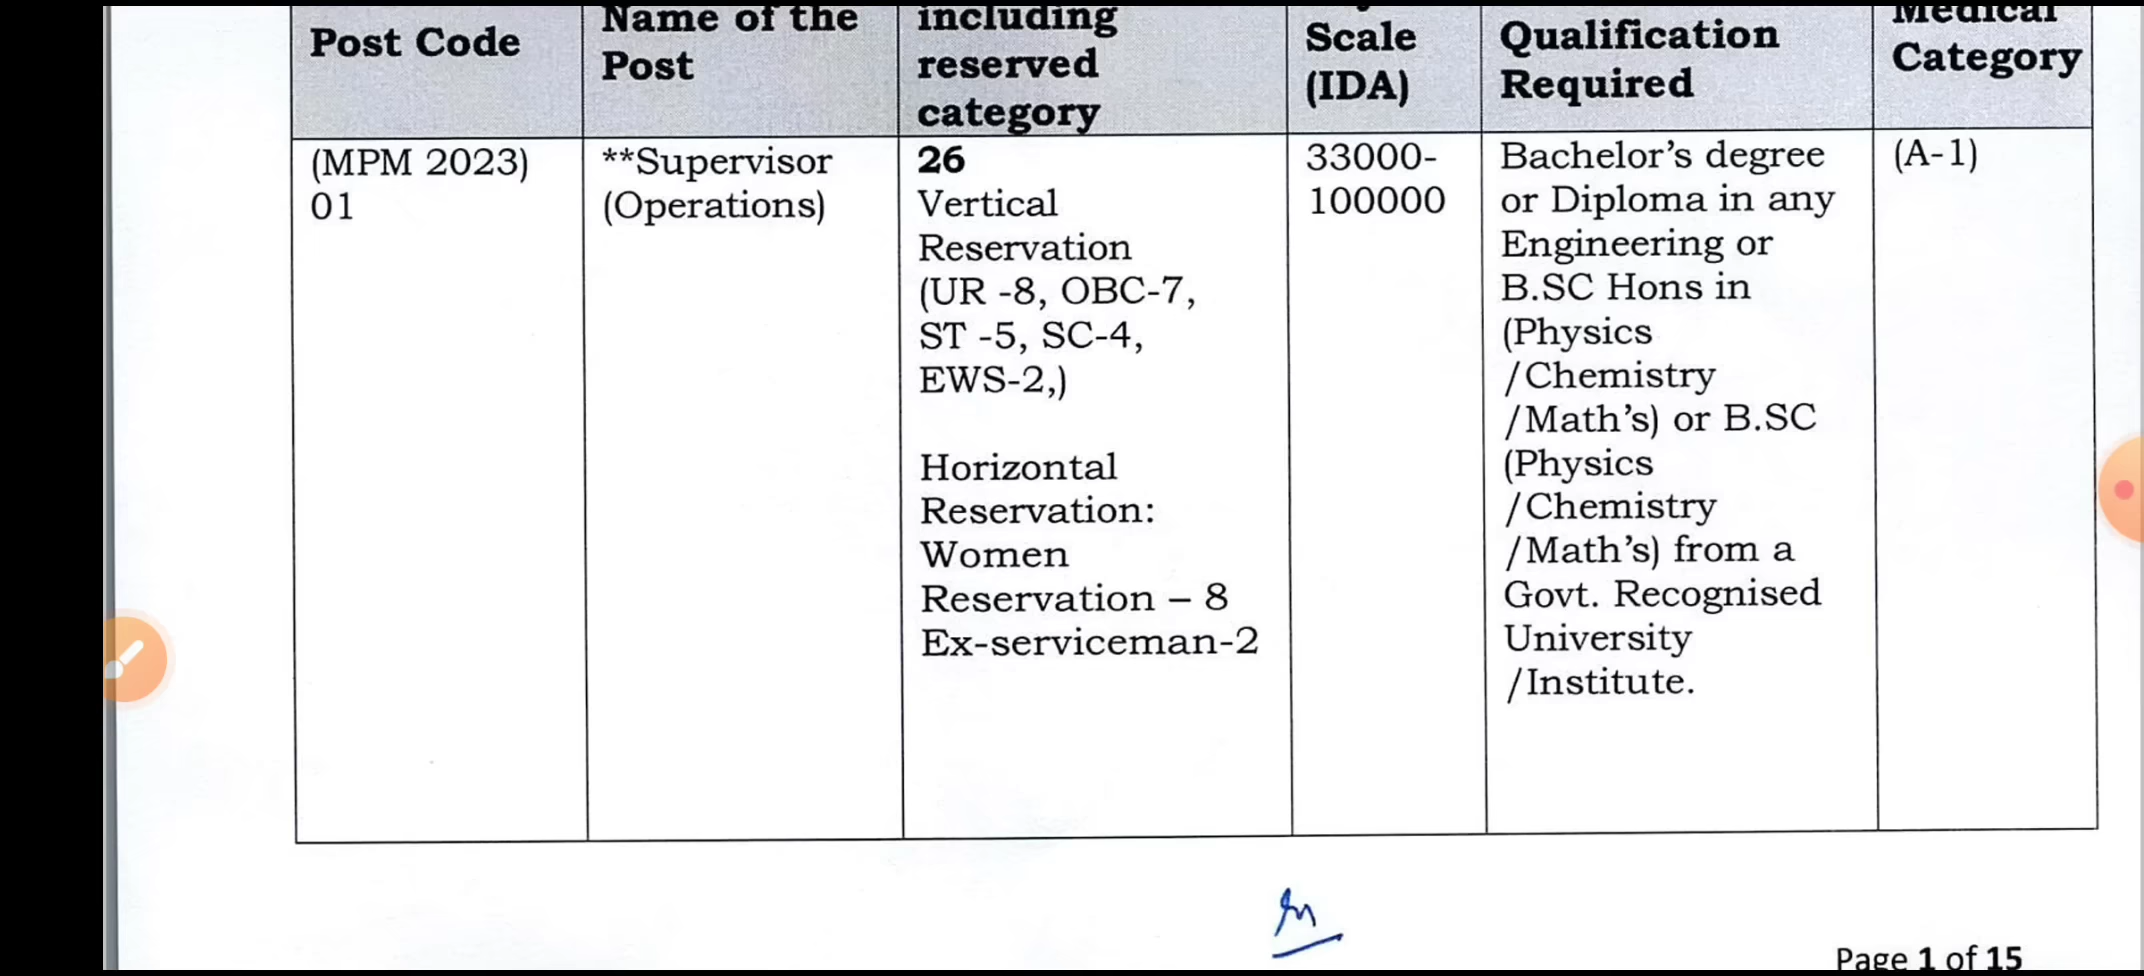 Post Code
Name of the
Post
including
reserved
category
Scale
(IDA)
Qualification
Required
Medical
Category
(MPM 2023)
01
**Supervisor
(Operations)
26
Vertical
Reservation
(UR -8, OBC-7,
ST -5, SC-4,
EWS-2,)
Horizontal
Reservation:
Women
Reservation – 8
Ex-serviceman-2
33000-
100000
Bachelor’s degree
or Diploma in any
Engineering or
B.SC Hons in
(Physics
/Chemistry
/Math’s) or B.SC
(Physics
/Chemistry
/Math’s) from a
Govt. Recognised
University
/Institute.
(A-1)
Page 1 of 15